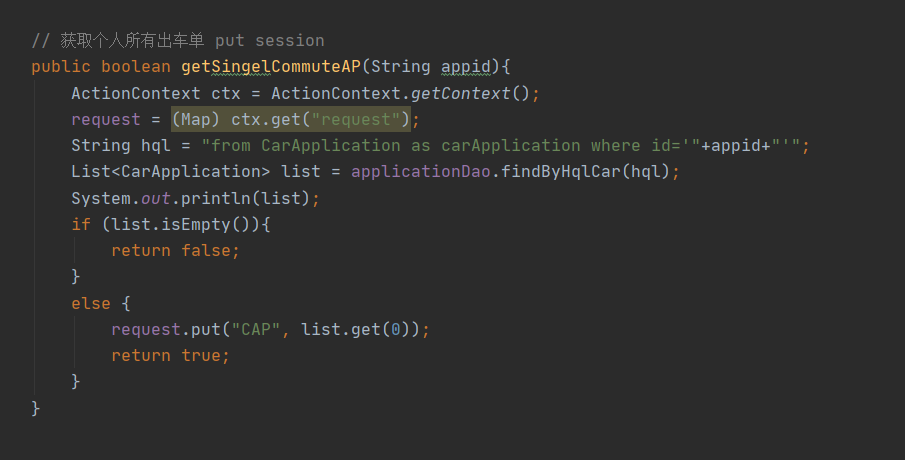 // 获取个人所有出车单 put session
public boolean getSingelCommuteAP(String appid){
ActionContext ctx = ActionContext.getContext();
request = (Map) ctx.get("request");
String hql = "from CarApplication as carApplication where id='"+appid+"'";
List<CarApplication> list = applicationDao.findByHqlCar(hql);
System.out.println(list);
if (list.isEmpty()){
return false;
}
else {
request.put("CAP", list.get(0));
return true;
}
}